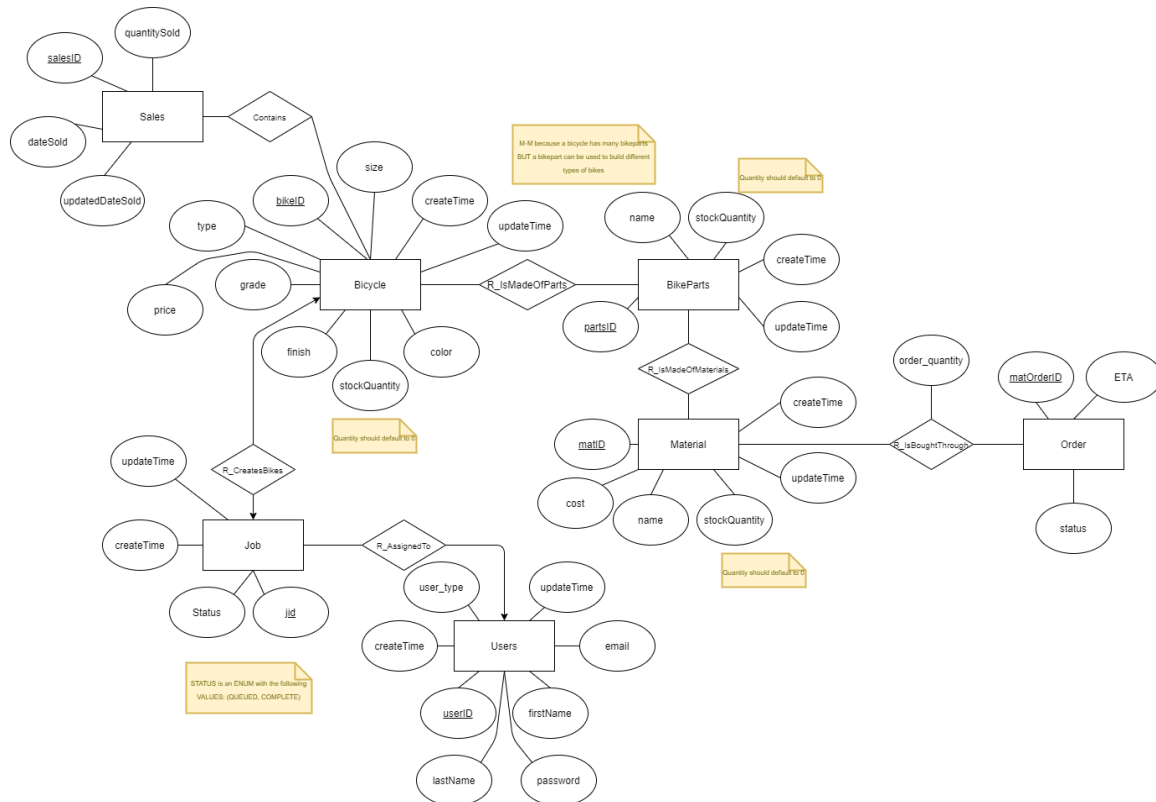 quantitySold
salesID
Sales
Contains
dateSold
updatedDateSold
M-M because a bicycle has many bikeparts
BUT a bikepart can be used to build different
types of bikes
Quantity should default to 0
size
bikeID
createTime
type
updateTime
name
stockQuantity
createTime
grade
Bicycle
R_IsMadeOfParts
BikeParts
price
partsID
updateTime
finish
color
stockQuantity
Quantity should default to 0
R_IsMadeOfMaterials
order_quantity
matOrderID
ETA
createTime
matID
Material
R_IsBoughtThrough
Order
updateTime
cost
name
stockQuantity
status
Quantity should default to 0
updateTime
R_CreatesBikes
createTime
Job
R_AssignedTo
Status
jid
user_type
updateTime
createTime
Users
email
STATUS is an ENUM with the following
VALUES: (QUEUED, COMPLETE)
userID
firstName
lastName
password